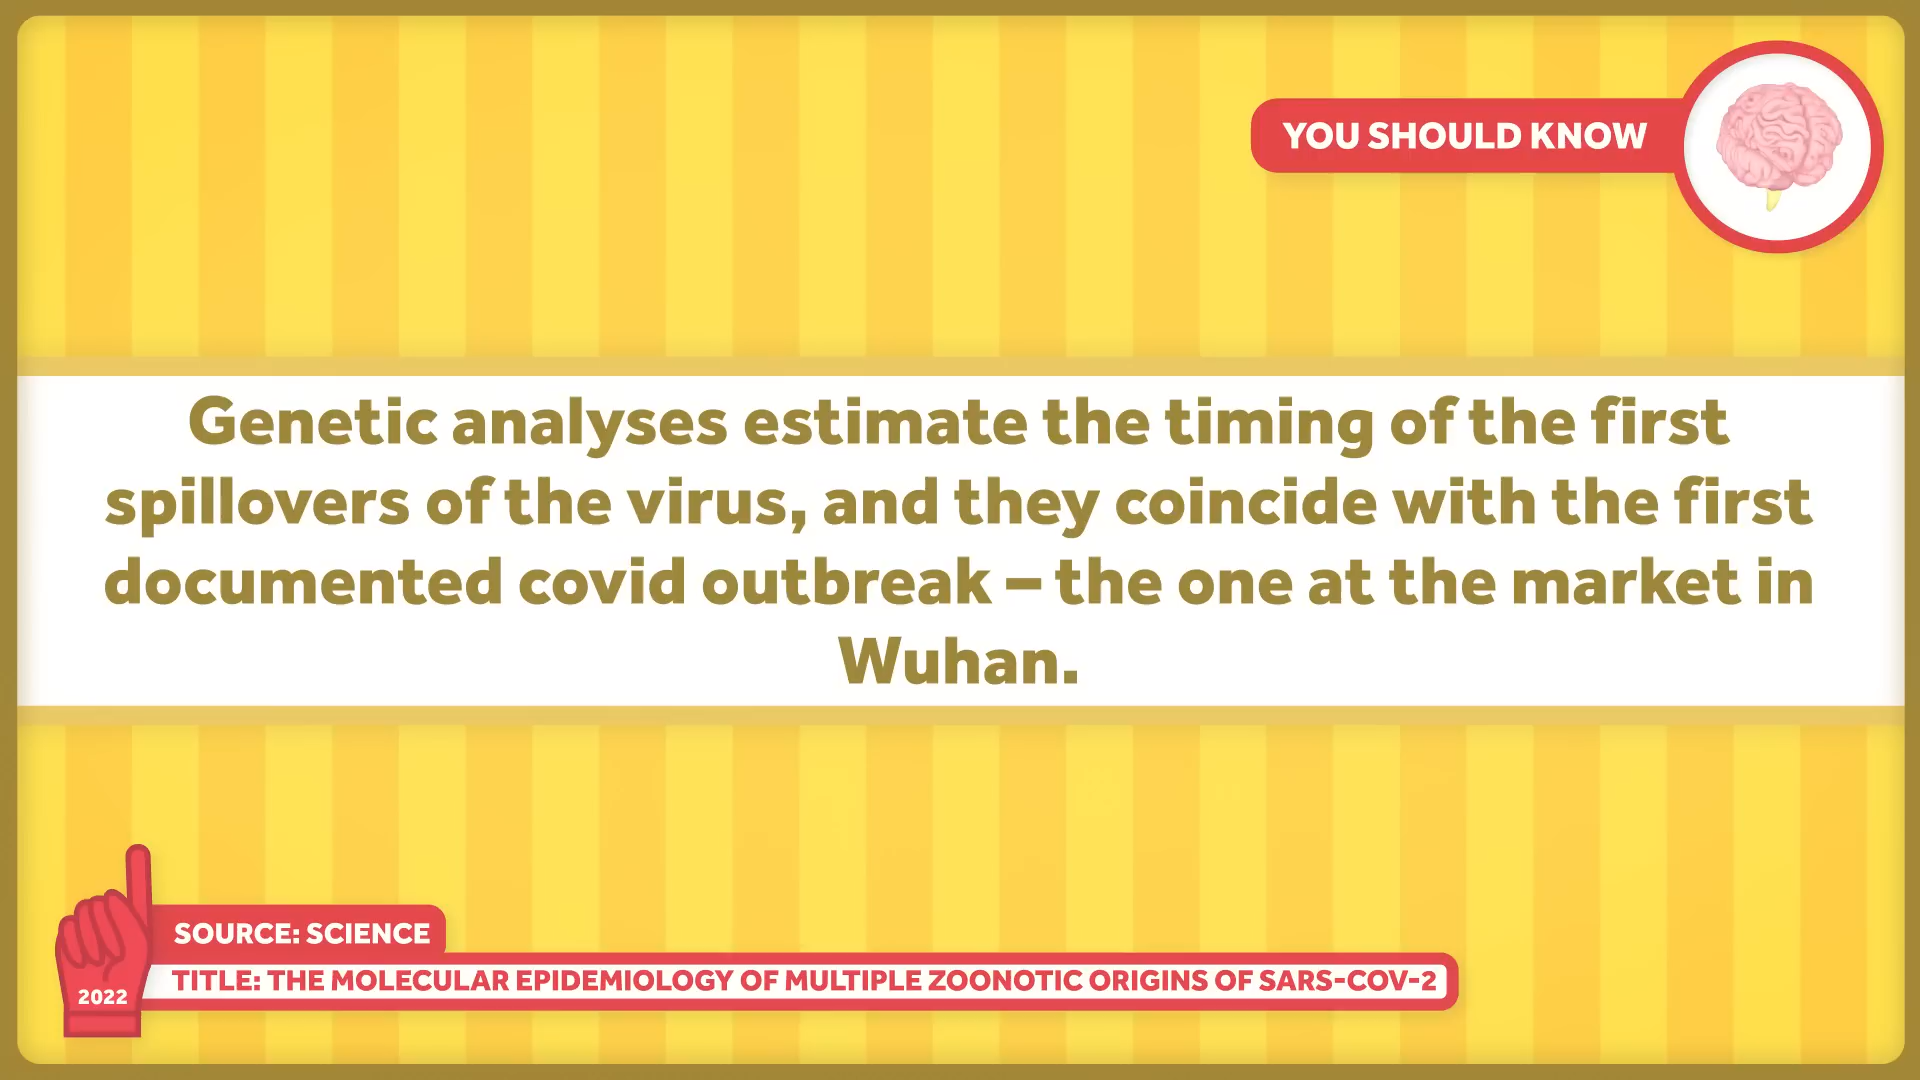 YOU SHOULD KNOW
Genetic analyses estimate the timing of the first
spillovers of the virus, and they coincide with the first
documented covid outbreak – the one at the market in
Wuhan.
SOURCE: SCIENCE
TITLE: THE MOLECULAR EPIDEMIOLOGY OF MULTIPLE ZOONOTIC ORIGINS OF SARS-COV-2
2022